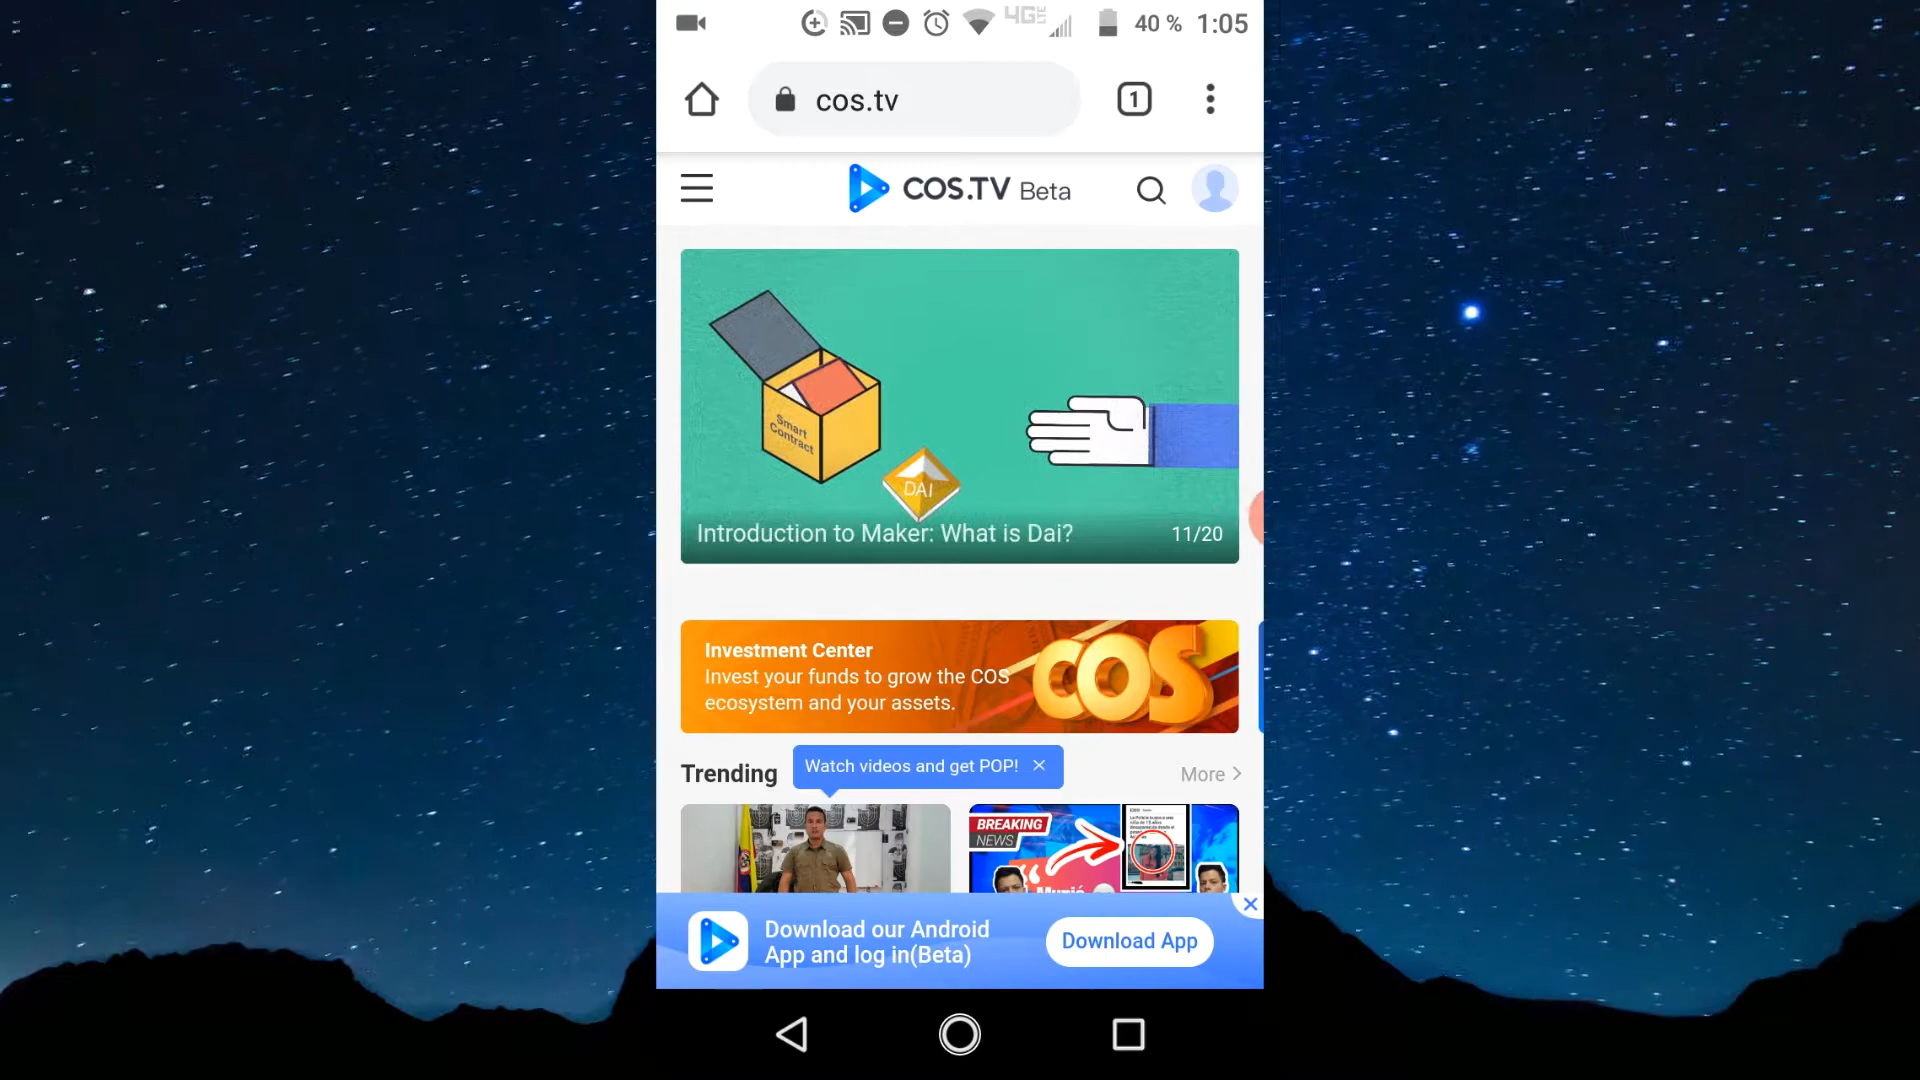 4G LTE 40 % 1:05
cos.tv 1
COS.TV Beta
Smart
Contract
DAI
Introduction to Maker: What is Dai? 11/20
Investment Center
Invest your funds to grow the COS
ecosystem and your assets.
COS
Trending Watch videos and get POP! More
BREAKING
NEWS
Download our Android
App and log in(Beta)
Download App